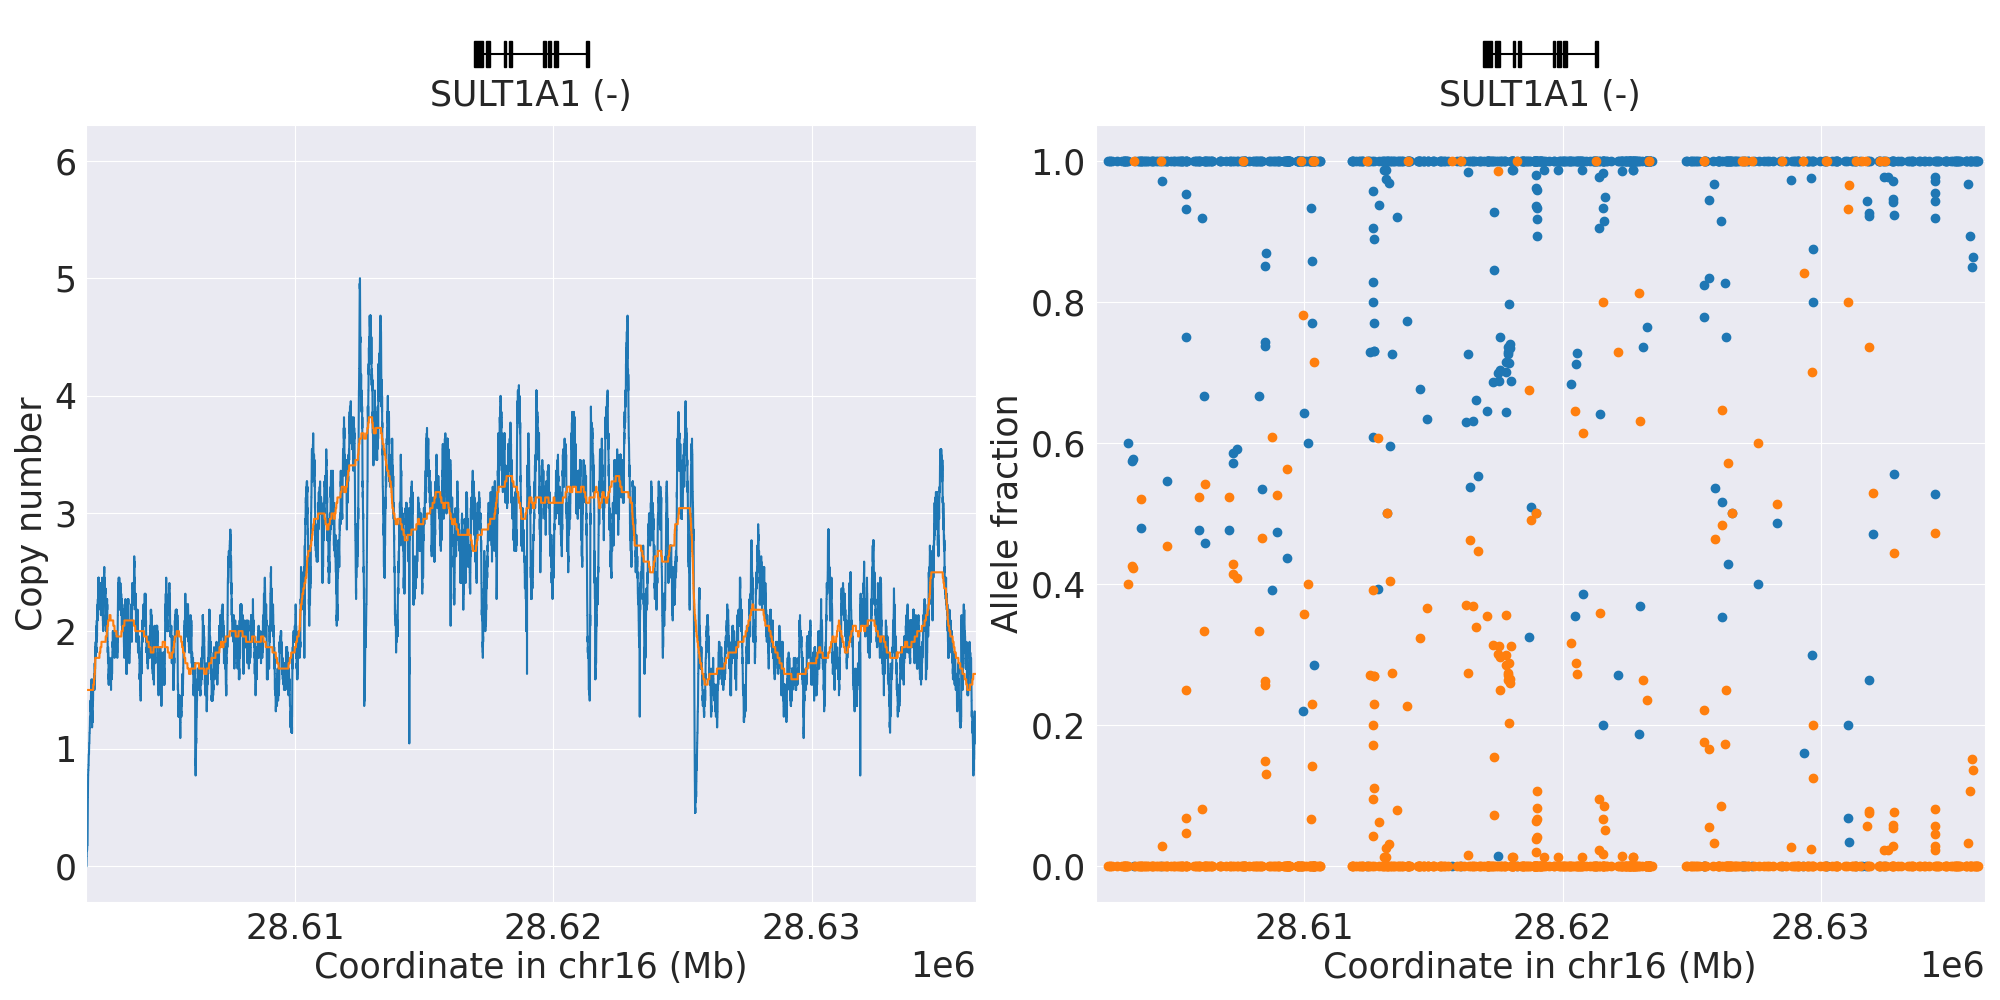 SULT1A1 (-)
Copy number
6
5
4
3
2
1
0
28.61
28.62
28.63
Coordinate in chr16 (Mb)
1e6
SULT1A1 (-)
Allele fraction
1.0
0.8
0.6
0.4
0.2
0.0
28.61
28.62
28.63
Coordinate in chr16 (Mb)
1e6